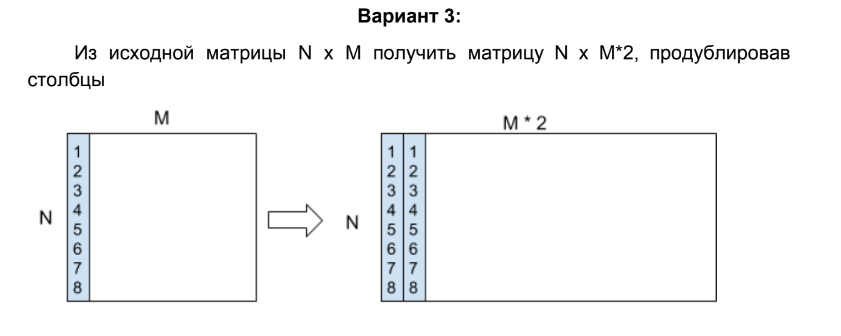 Вариант 3:
Из исходной матрицы N x M получить матрицу N x M*2, продублировав
столбцы
M
M * 2
1
2
3
4
5
6
7
8
N
1 1
2 2
3 3
4 4
5 5
6 6
7 7
8 8
N